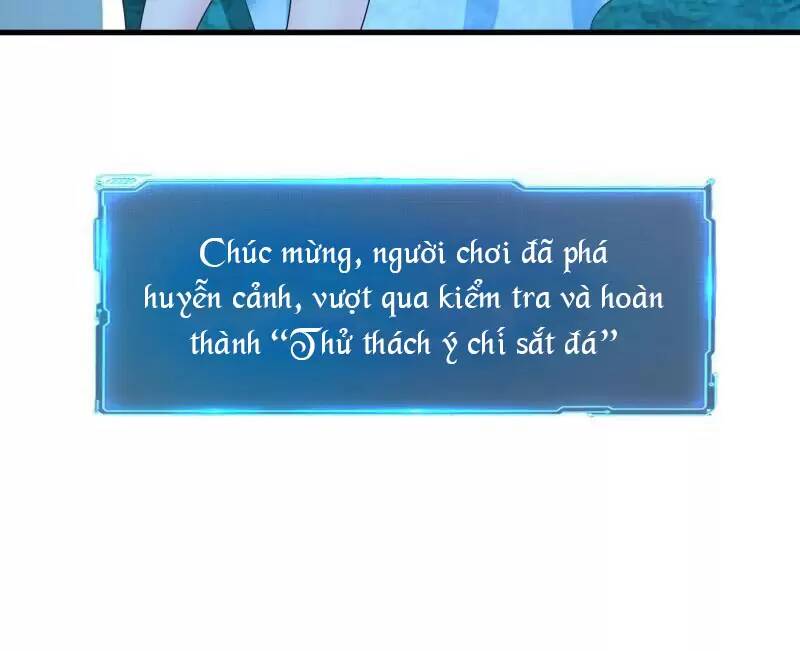 Chúc mừng, người chơi đã phá
huyễn cảnh, vượt qua kiểm tra và hoàn
thành “Thử thách ý chí sắt đá”